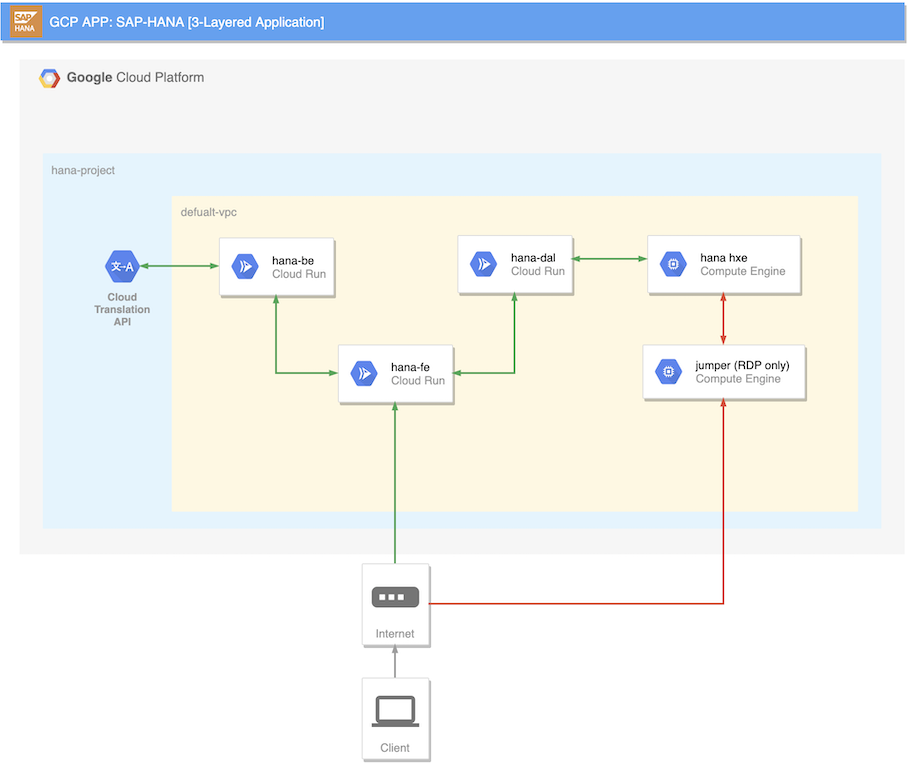 SAP
HANA
GCP APP: SAP-HANA [3-Layered Application]
Google Cloud Platform
hana-project
defualt-vpc
文A
Cloud
Translation
API
hana-be
Cloud Run
hana-dal
Cloud Run
hana hxe
Compute Engine
hana-fe
Cloud Run
jumper (RDP only)
Compute Engine
Internet
Client